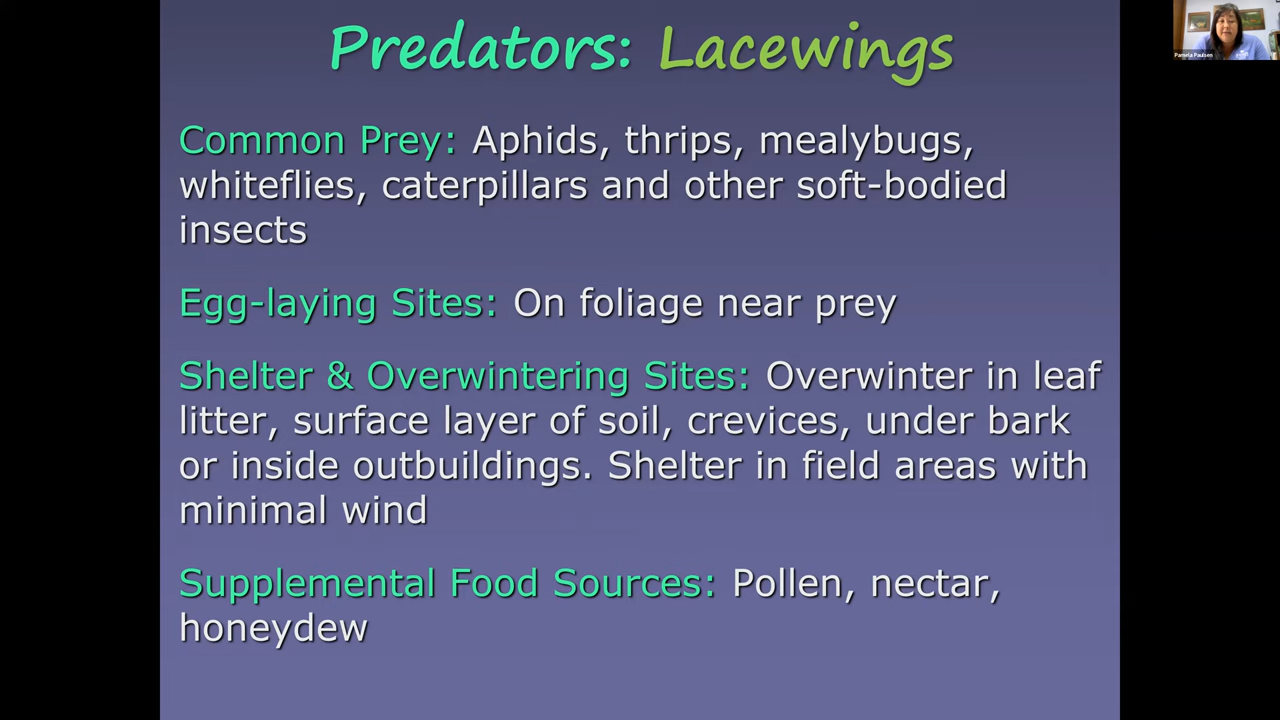 Predators: Lacewings
Pamela Paulsen
Common Prey: Aphids, thrips, mealybugs,
whiteflies, caterpillars and other soft-bodied
insects
Egg-laying Sites: On foliage near prey
Shelter & Overwintering Sites: Overwinter in leaf
litter, surface layer of soil, crevices, under bark
or inside outbuildings. Shelter in field areas with
minimal wind
Supplemental Food Sources: Pollen, nectar,
honeydew